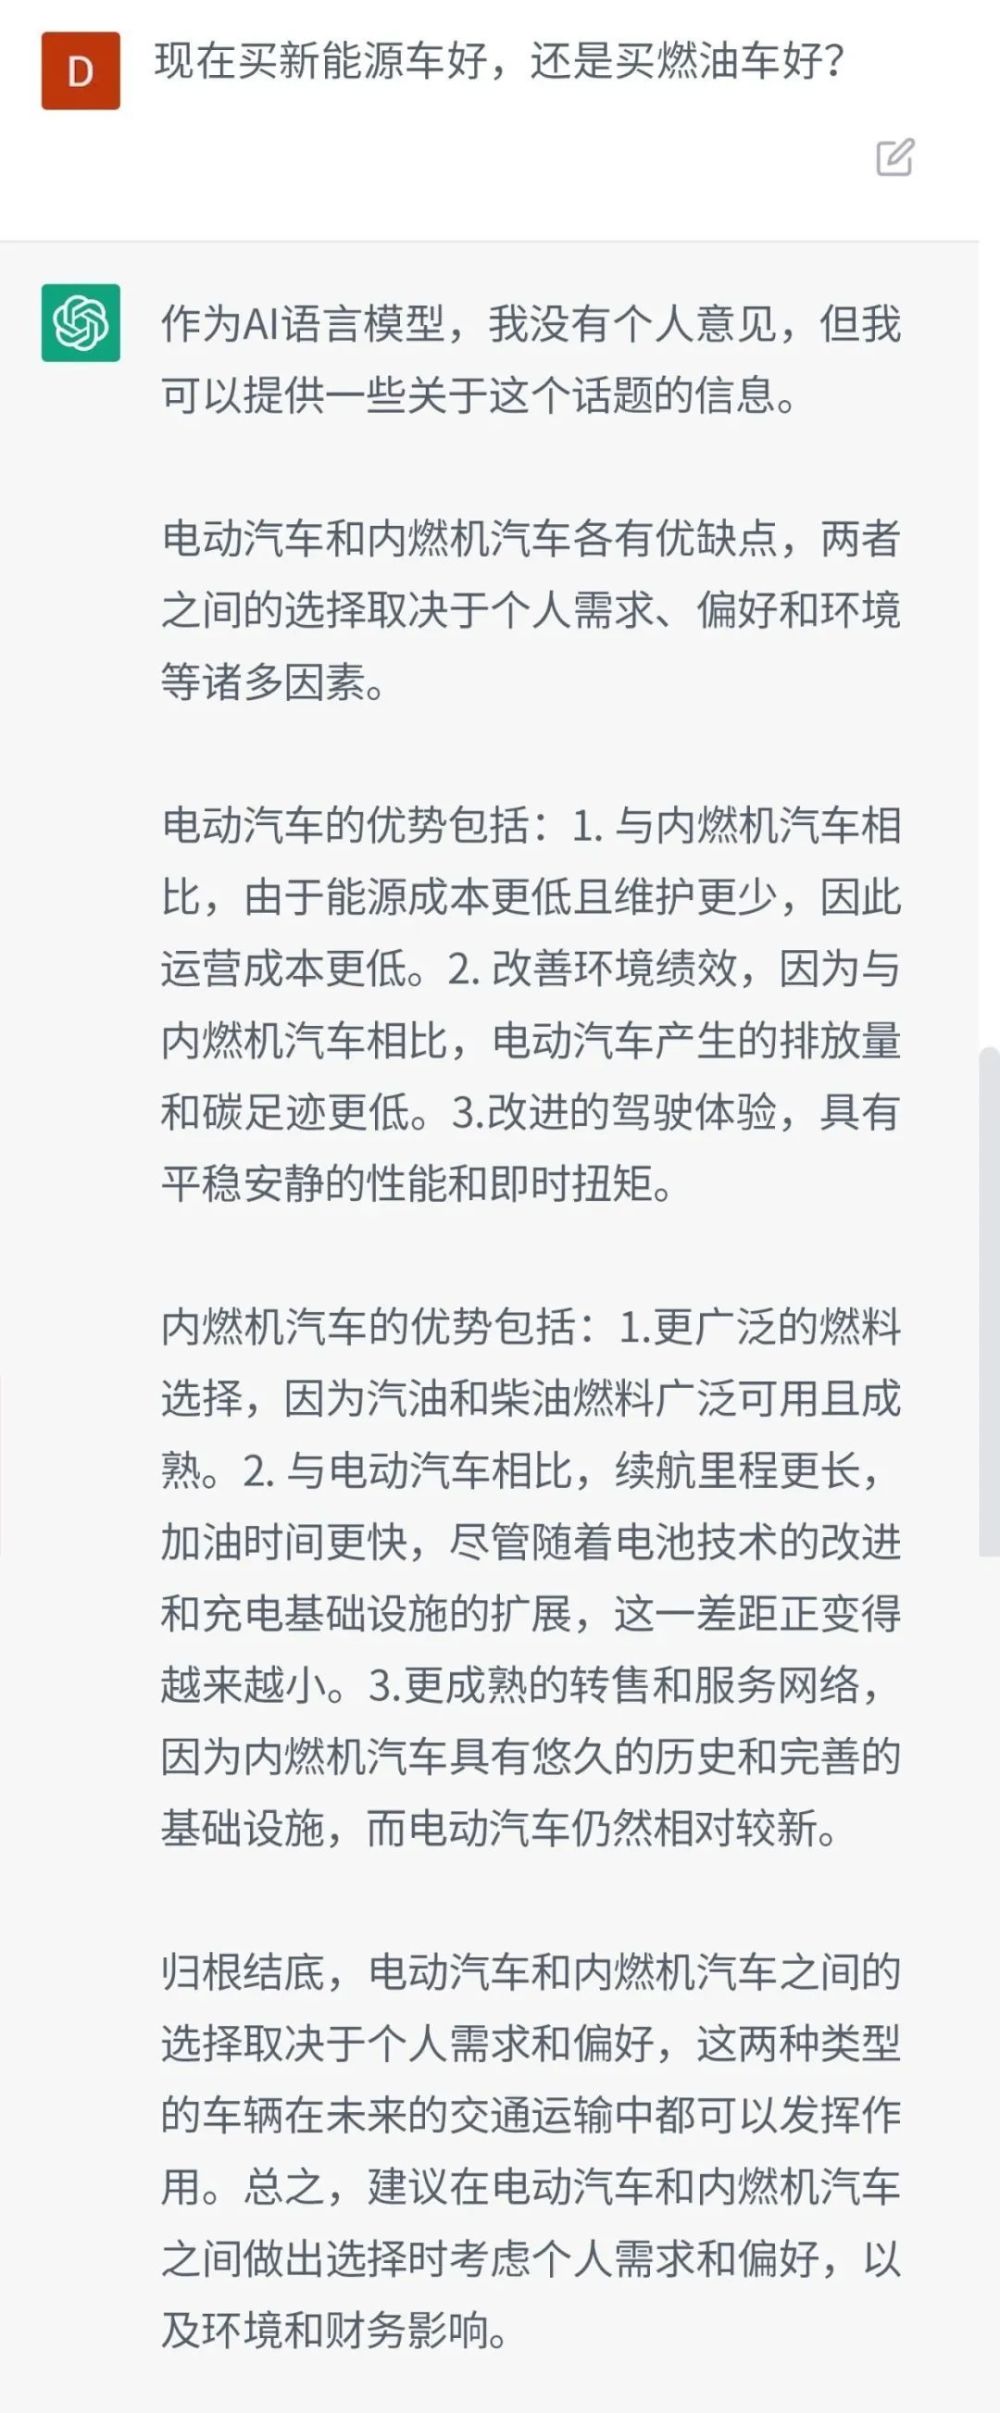 D
现在买新能源车好，还是买燃油车好？
作为AI语言模型，我没有个人意见，但我
可以提供一些关于这个话题的信息。
电动汽车和内燃机汽车各有优缺点，两者
之间的选择取决于个人需求、偏好和环境
等诸多因素。
电动汽车的优势包括：1. 与内燃机汽车相
比，由于能源成本更低且维护更少，因此
运营成本更低。2. 改善环境绩效，因为与
内燃机汽车相比，电动汽车产生的排放量
和碳足迹更低。3.改进的驾驶体验，具有
平稳安静的性能和即时扭矩。
内燃机汽车的优势包括：1.更广泛的燃料
选择，因为汽油和柴油燃料广泛可用且成
熟。2. 与电动汽车相比，续航里程更长，
加油时间更快，尽管随着电池技术的改进
和充电基础设施的扩展，这一差距正变得
越来越小。3.更成熟的转售和服务网络，
因为内燃机汽车具有悠久的历史和完善的
基础设施，而电动汽车仍然相对较新。
归根结底，电动汽车和内燃机汽车之间的
选择取决于个人需求和偏好，这两种类型
的车辆在未来的交通运输中都可以发挥作
用。总之，建议在电动汽车和内燃机汽车
之间做出选择时考虑个人需求和偏好，以
及环境和财务影响。